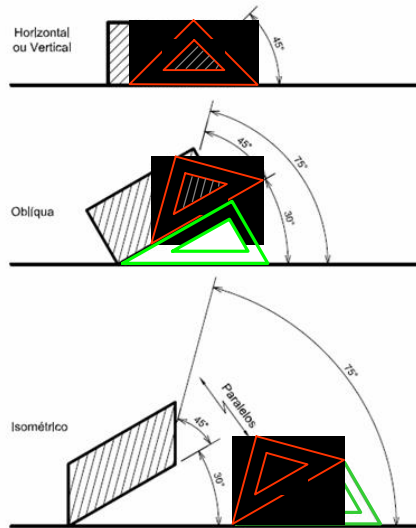 Horizontal
ou Vertical
45°
45°
75°
Oblíqua
30°
75°
Paralelos
Isométrico
45°
30°